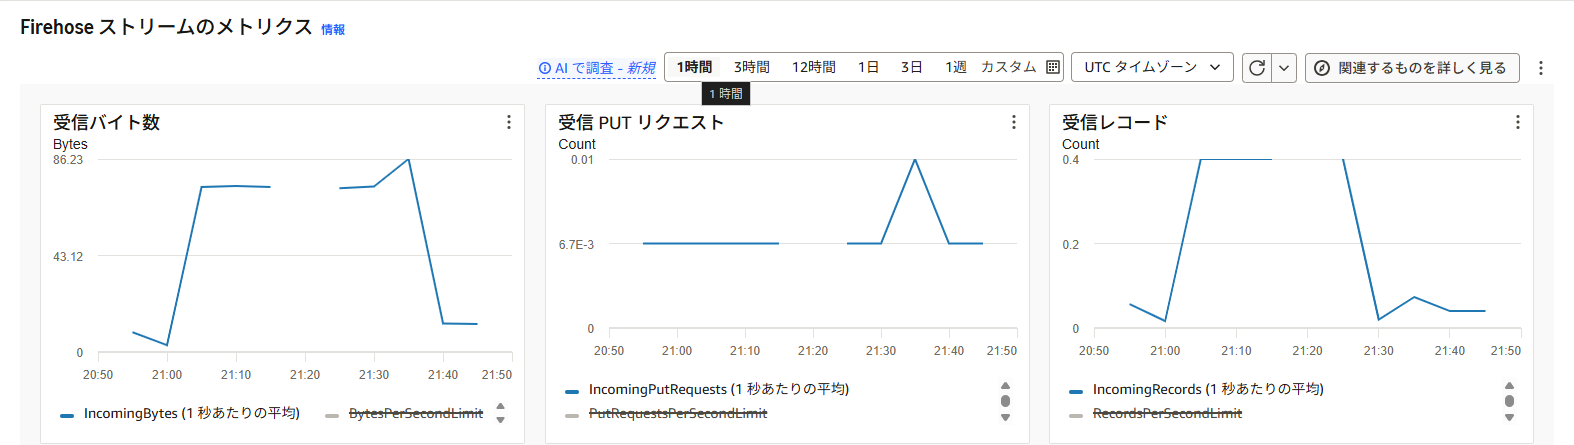 Firehose ストリームのメトリクス 情報
AI で調査 - 新規 1時間 3時間 12時間 1日 3日 1週 カスタム UTC タイムゾーン 関連するものを詳しく見る
1 時間
受信バイト数
Bytes
86.23
43.12
0
20:50 21:00 21:10 21:20 21:30 21:40 21:50
IncomingBytes (1 秒あたりの平均) BytesPerSecondLimit
受信 PUT リクエスト
Count
0.01
6.7E-3
0
20:50 21:00 21:10 21:20 21:30 21:40 21:50
IncomingPutRequests (1 秒あたりの平均)
PutRequestsPerSecondLimit
受信レコード
Count
0.4
0.2
0
20:50 21:00 21:10 21:20 21:30 21:40 21:50
IncomingRecords (1 秒あたりの平均)
RecordsPerSecondLimit